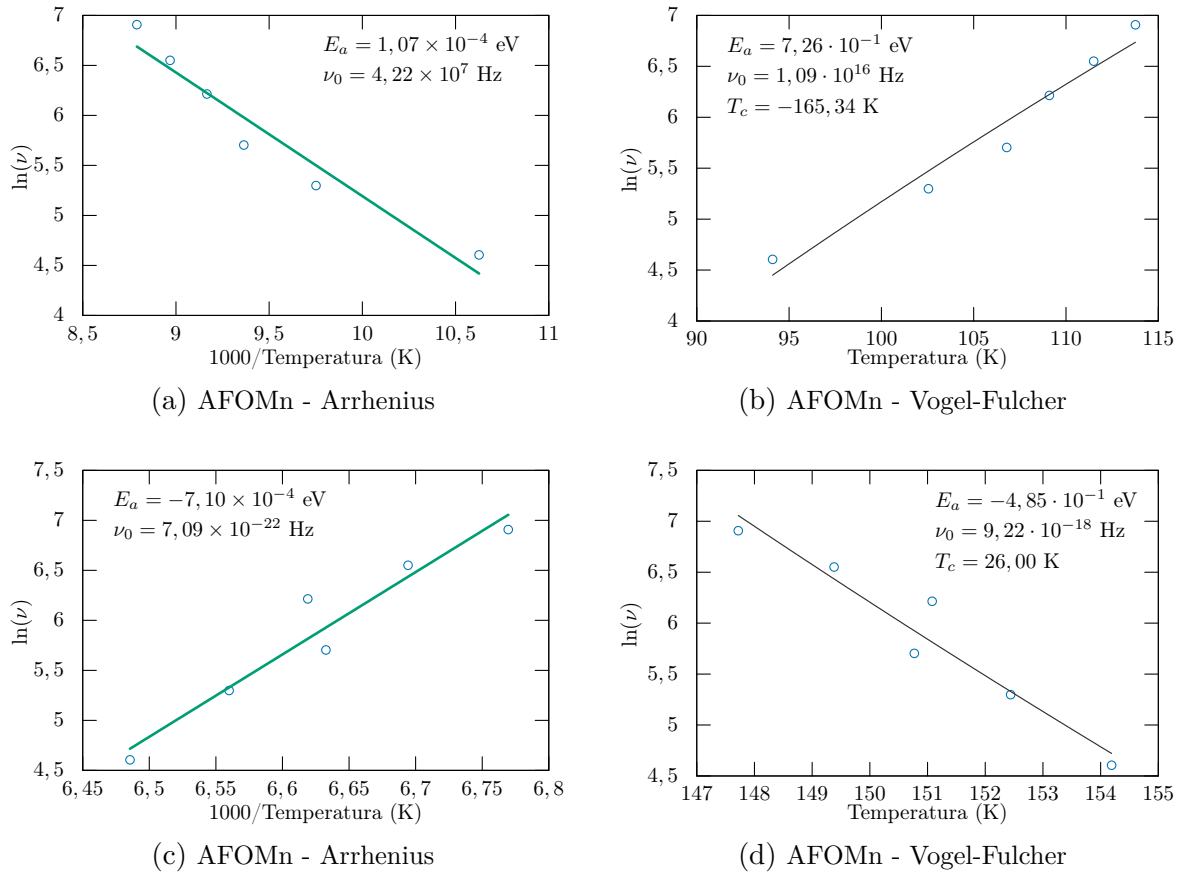 7
6,5
6
5,5
5
4,5
4
ln(ν)
E_a = 1,07 × 10^{-4} eV
ν_0 = 4,22 × 10^7 Hz
8,5 9 9,5 10 10,5 11
1000/Temperatura (K)
(a) AFOMn - Arrhenius
7
6,5
6
5,5
5
4,5
4
ln(ν)
E_a = 7,26 · 10^{-1} eV
ν_0 = 1,09 · 10^{16} Hz
T_c = −165,34 K
90 95 100 105 110 115
Temperatura (K)
(b) AFOMn - Vogel-Fulcher
7,5
7
6,5
6
5,5
5
4,5
ln(ν)
E_a = −7,10 × 10^{-4} eV
ν_0 = 7,09 × 10^{-22} Hz
6,45 6,5 6,55 6,6 6,65 6,7 6,75 6,8
1000/Temperatura (K)
(c) AFOMn - Arrhenius
7,5
7
6,5
6
5,5
5
4,5
ln(ν)
E_a = −4,85 · 10^{-1} eV
ν_0 = 9,22 · 10^{-18} Hz
T_c = 26,00 K
147 148 149 150 151 152 153 154 155
Temperatura (K)
(d) AFOMn - Vogel-Fulcher